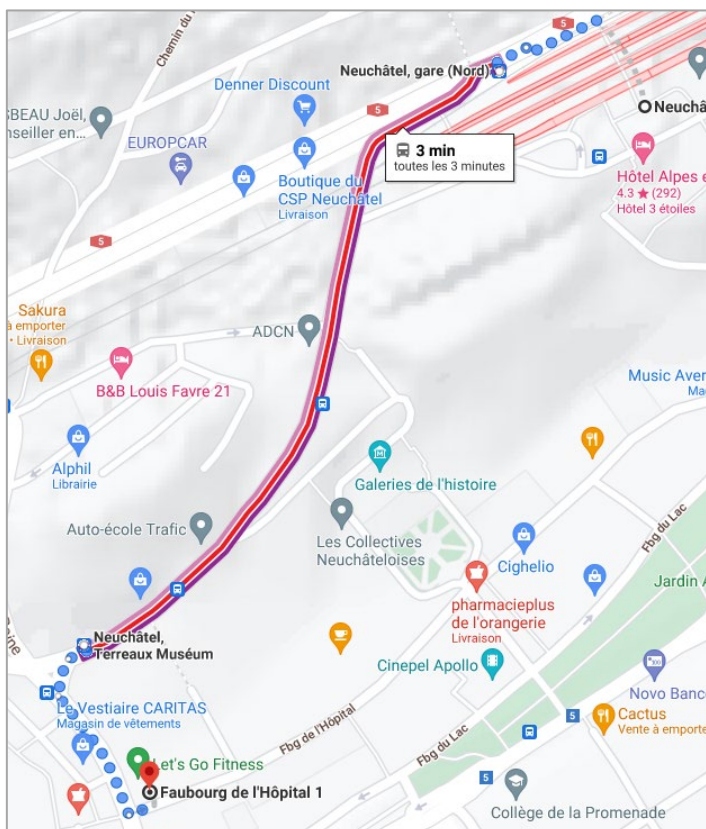 Chemin du
5
Neuchâtel, gare (Nord)
Denner Discount
SBEAU Joël,
nseiller en...
5
Neuchâ
3 min
toutes les 3 minutes
EUROPCAR
Boutique du
CSP Neuchâtel
Livraison
Hôtel Alpes e
4.3 ★ (292)
Hôtel 3 étoiles
5
Sakura
à emporter
• Livraison
ADCN
B&B Louis Favre 21
Music Aver
Ma
Alphil
Librairie
Galeries de l'histoire
Auto-école Trafic
Les Collectives
Neuchâteloises
Fbg du Lac
Cighelio
pharmacieplus
de l'orangerie
Livraison
Jardin A
Neuchâtel,
Terreaux Muséum
Cinepel Apollo
Novo Banc
Le Vestiaire CARITAS
Magasin de vêtements
Fbg de l'Hôpital
Fbg du Lac
5
Cactus
Vente à emporte
Let's Go Fitness
Faubourg de l'Hôpital 1
5
Collège de la Promenade